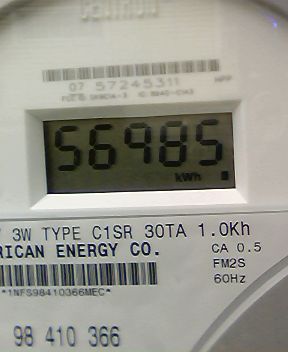 CENTRON
07 57245311
56985
kWh
3W TYPE C1SR 30TA 1.0Kh
RICAN ENERGY CO.
CA 0.5
FM2S
60Hz
*1NFS98410366MEC*
98 410 366